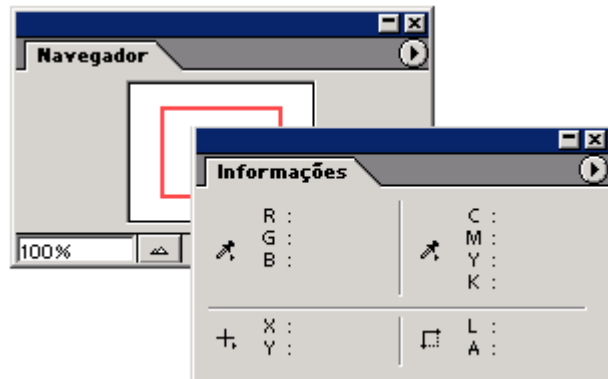 Navegador
100%
Informações
R :
G :
B :
C :
M :
Y :
K :
X :
Y :
L :
A :